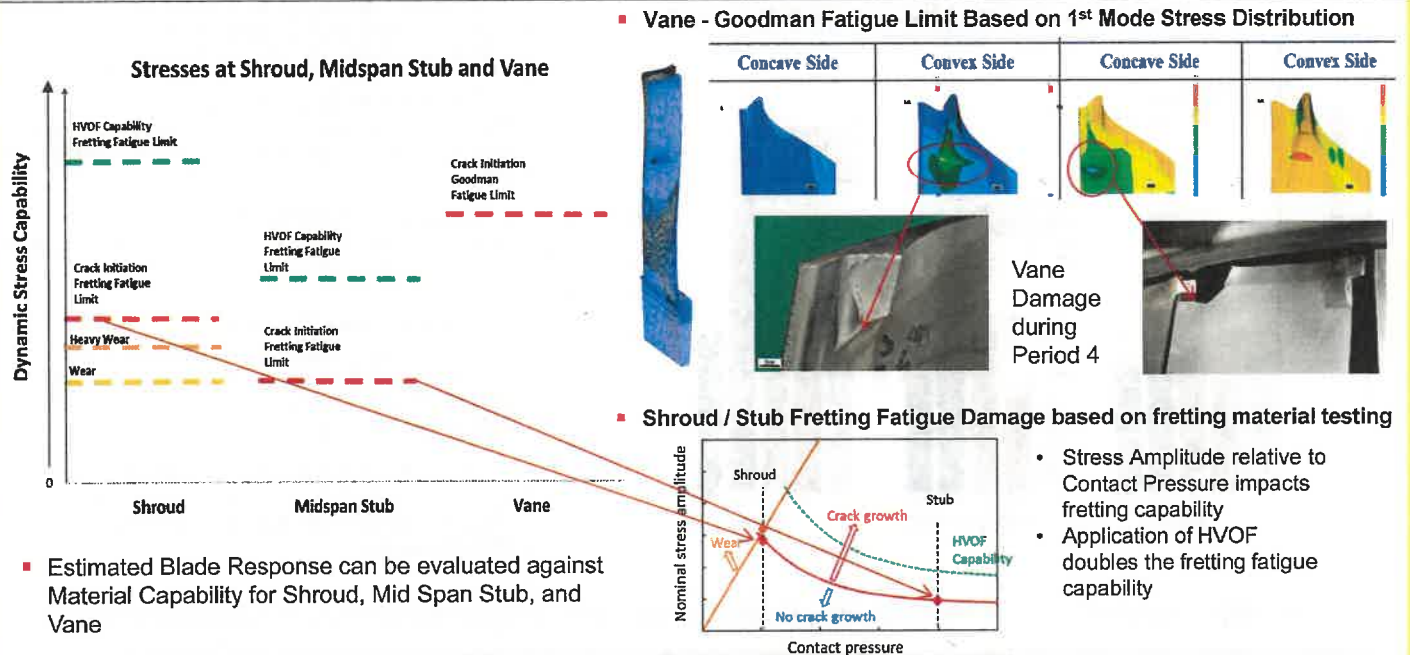 Stresses at Shroud, Midspan Stub and Vane
Dynamic Stress Capability
HVOF Capability
Fretting Fatigue Limit
Crack Initiation
Fretting Fatigue
Limit
Heavy Wear
Wear
HVOF Capability
Fretting Fatigue
Limit
Crack Initiation
Fretting Fatigue
Limit
Crack Initiation
Goodman
Fatigue Limit
0
Shroud
Midspan Stub
Vane
▪ Estimated Blade Response can be evaluated against
Material Capability for Shroud, Mid Span Stub, and
Vane
▪ Vane - Goodman Fatigue Limit Based on 1st Mode Stress Distribution
Concave Side
Convex Side
Concave Side
Convex Side
Vane
Damage
during
Period 4
▪ Shroud / Stub Fretting Fatigue Damage based on fretting material testing
Nominal stress amplitude
Shroud
Stub
Wear
Crack growth
HVOF
Capability
No crack growth
Contact pressure
• Stress Amplitude relative to
Contact Pressure impacts
fretting capability
• Application of HVOF
doubles the fretting fatigue
capability